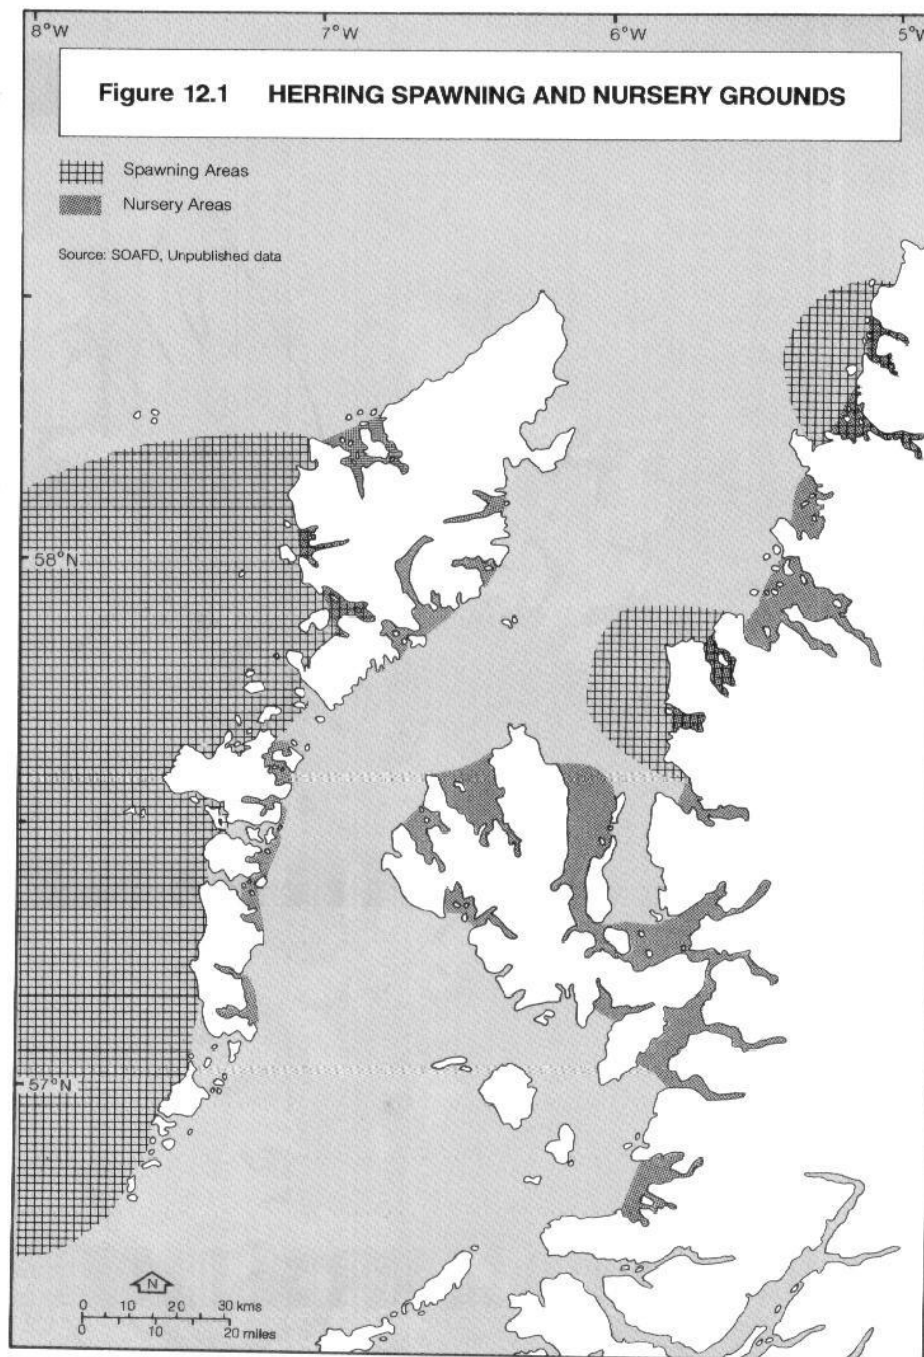 8°W 7°W 6°W 5°W
Figure 12.1 HERRING SPAWNING AND NURSERY GROUNDS
Spawning Areas
Nursery Areas
Source: SOAFD, Unpublished data
58°N
57°N
N
0 10 20 30 kms
0 10 20 miles